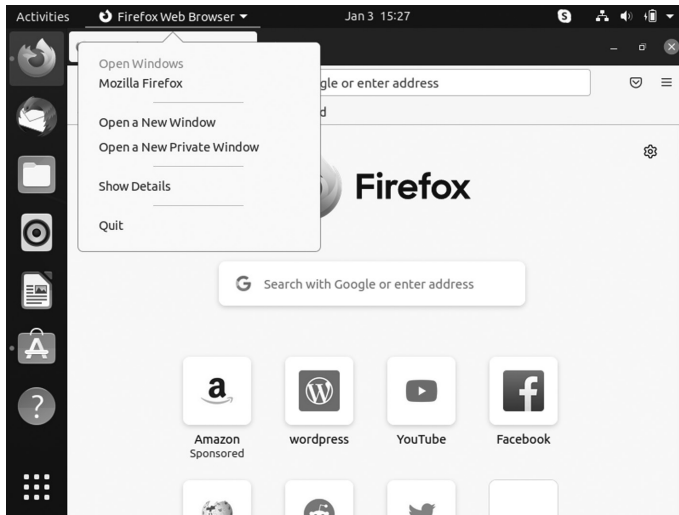 Activities
Firefox Web Browser
Jan 3 15:27
Open Windows
Mozilla Firefox
Open a New Window
Open a New Private Window
Show Details
Quit
gle or enter address
d
Firefox
G Search with Google or enter address
a
Amazon
Sponsored
wordpress
YouTube
Facebook